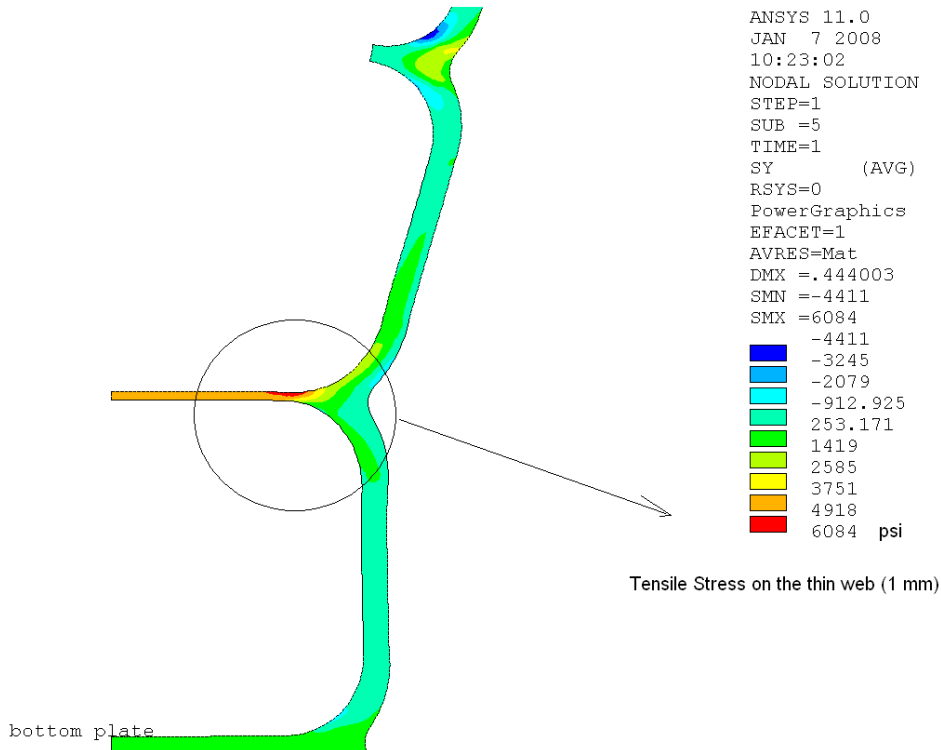 ANSYS 11.0
JAN 7 2008
10:23:02
NODAL SOLUTION
STEP=1
SUB =5
TIME=1
SY (AVG)
RSYS=0
PowerGraphics
EFACET=1
AVRES=Mat
DMX =.444003
SMN =-4411
SMX =6084
-4411
-3245
-2079
-912.925
253.171
1419
2585
3751
4918
6084 psi
Tensile Stress on the thin web (1 mm)
bottom plate